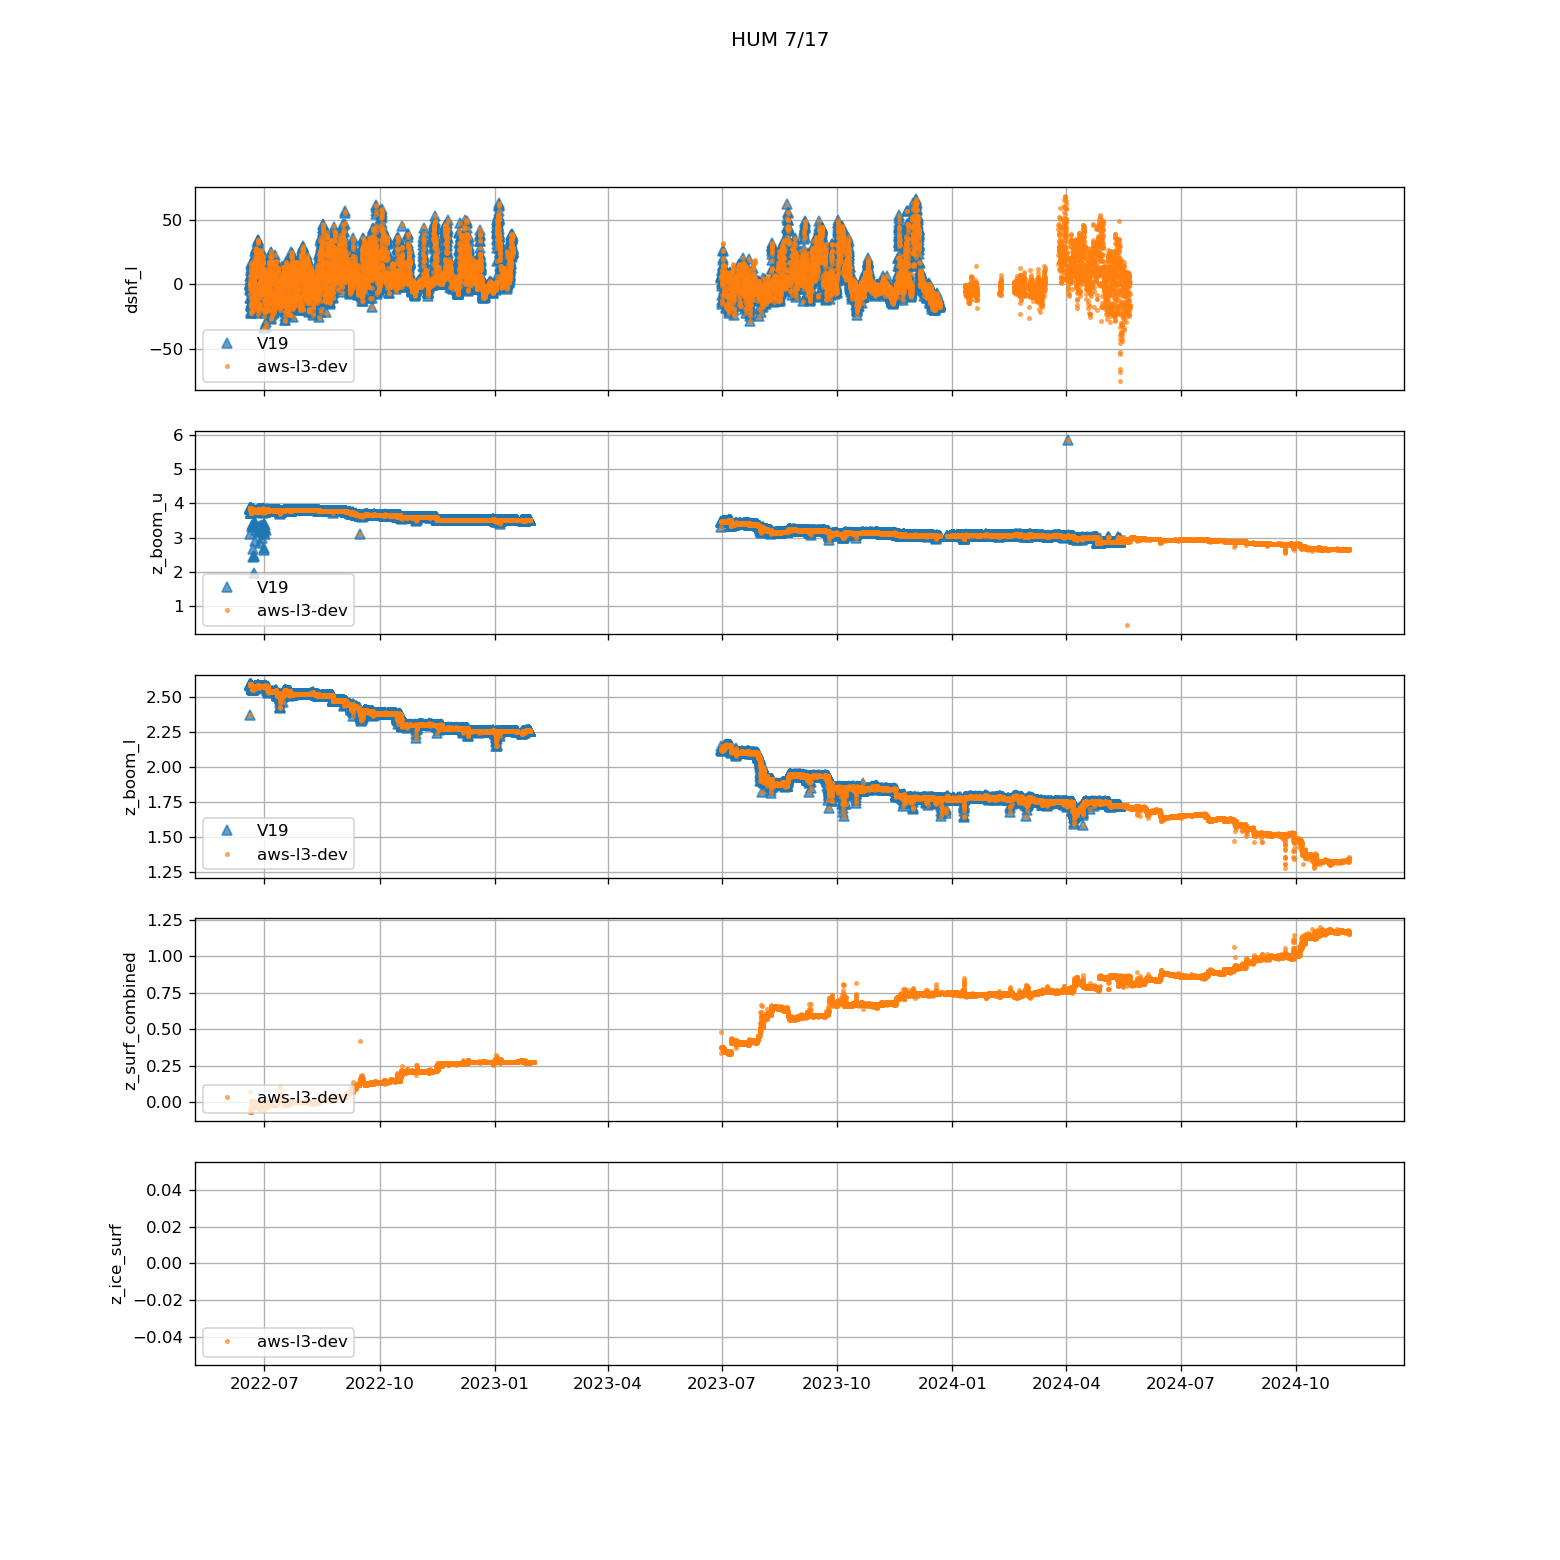 HUM 7/17
dshf_l
50
0
−50
V19
aws-l3-dev
z_boom_u
6
5
4
3
2
1
V19
aws-l3-dev
z_boom_l
2.50
2.25
2.00
1.75
1.50
1.25
V19
aws-l3-dev
z_surf_combined
1.25
1.00
0.75
0.50
0.25
0.00
aws-l3-dev
z_ice_surf
0.04
0.02
0.00
−0.02
−0.04
aws-l3-dev
2022-07 2022-10 2023-01 2023-04 2023-07 2023-10 2024-01 2024-04 2024-07 2024-10